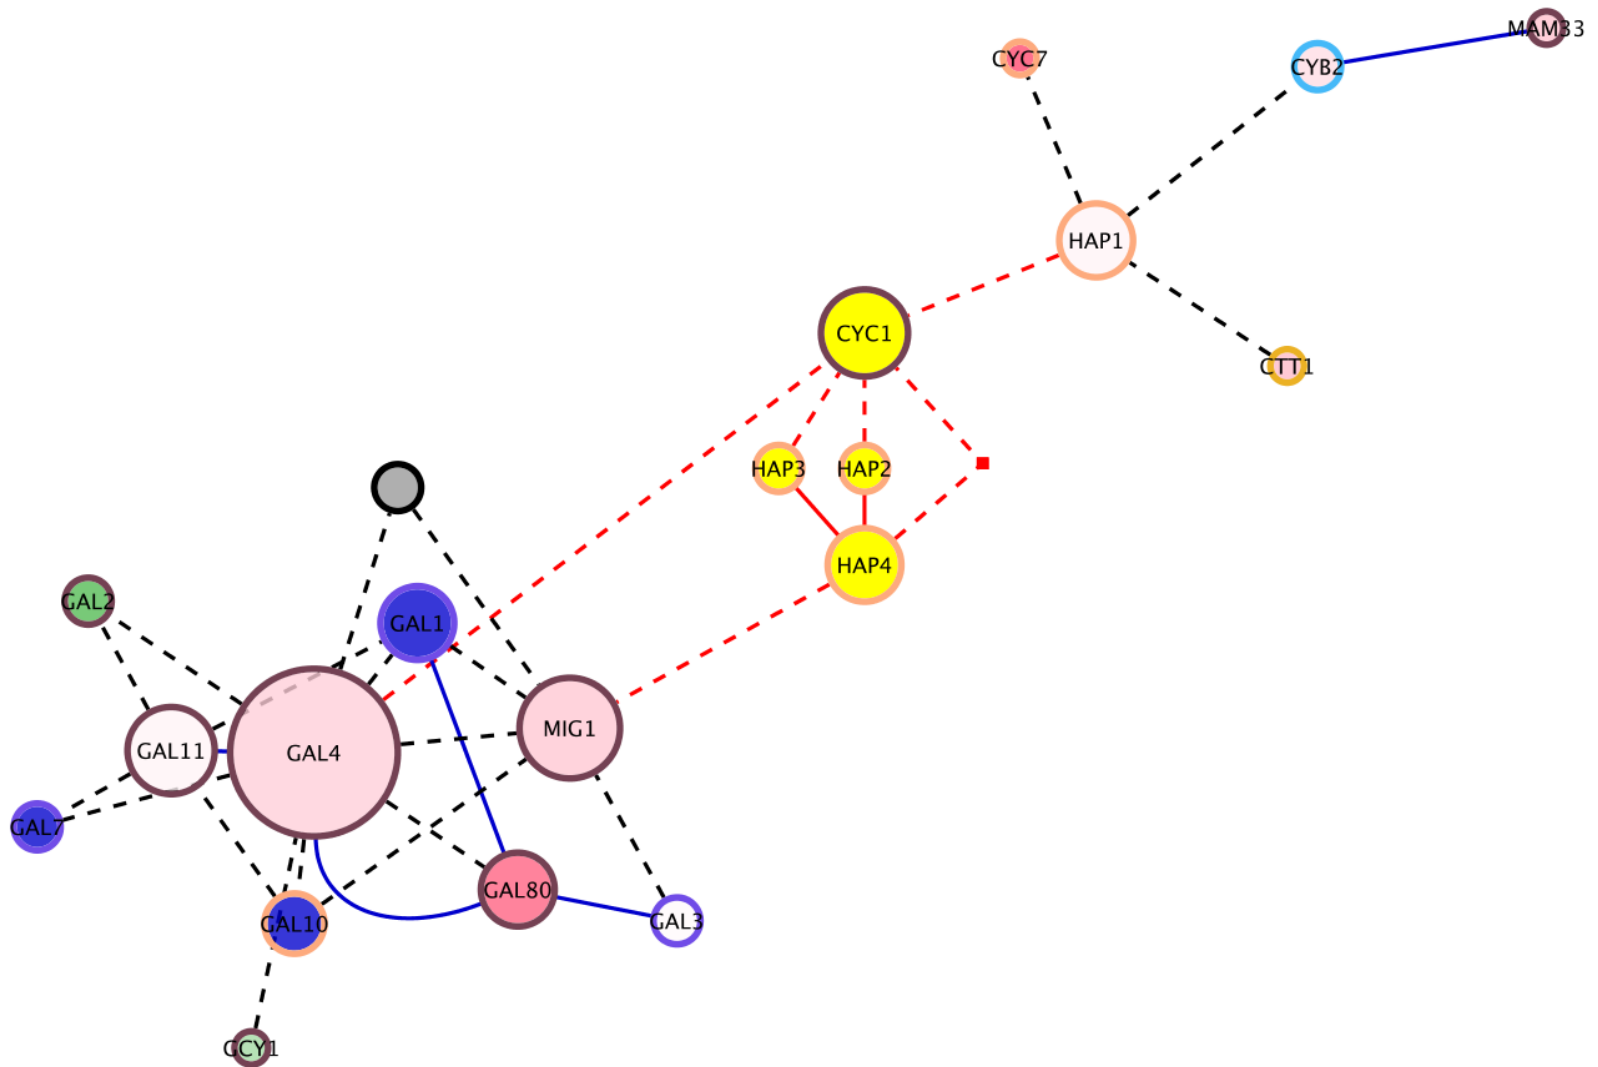 MAM33
CYC7
CYB2
HAP1
CYC1
CTT1
HAP3
HAP2
HAP4
GAL2
GAL1
MIG1
GAL11
GAL4
GAL7
GAL80
GAL10
GAL3
GCY1